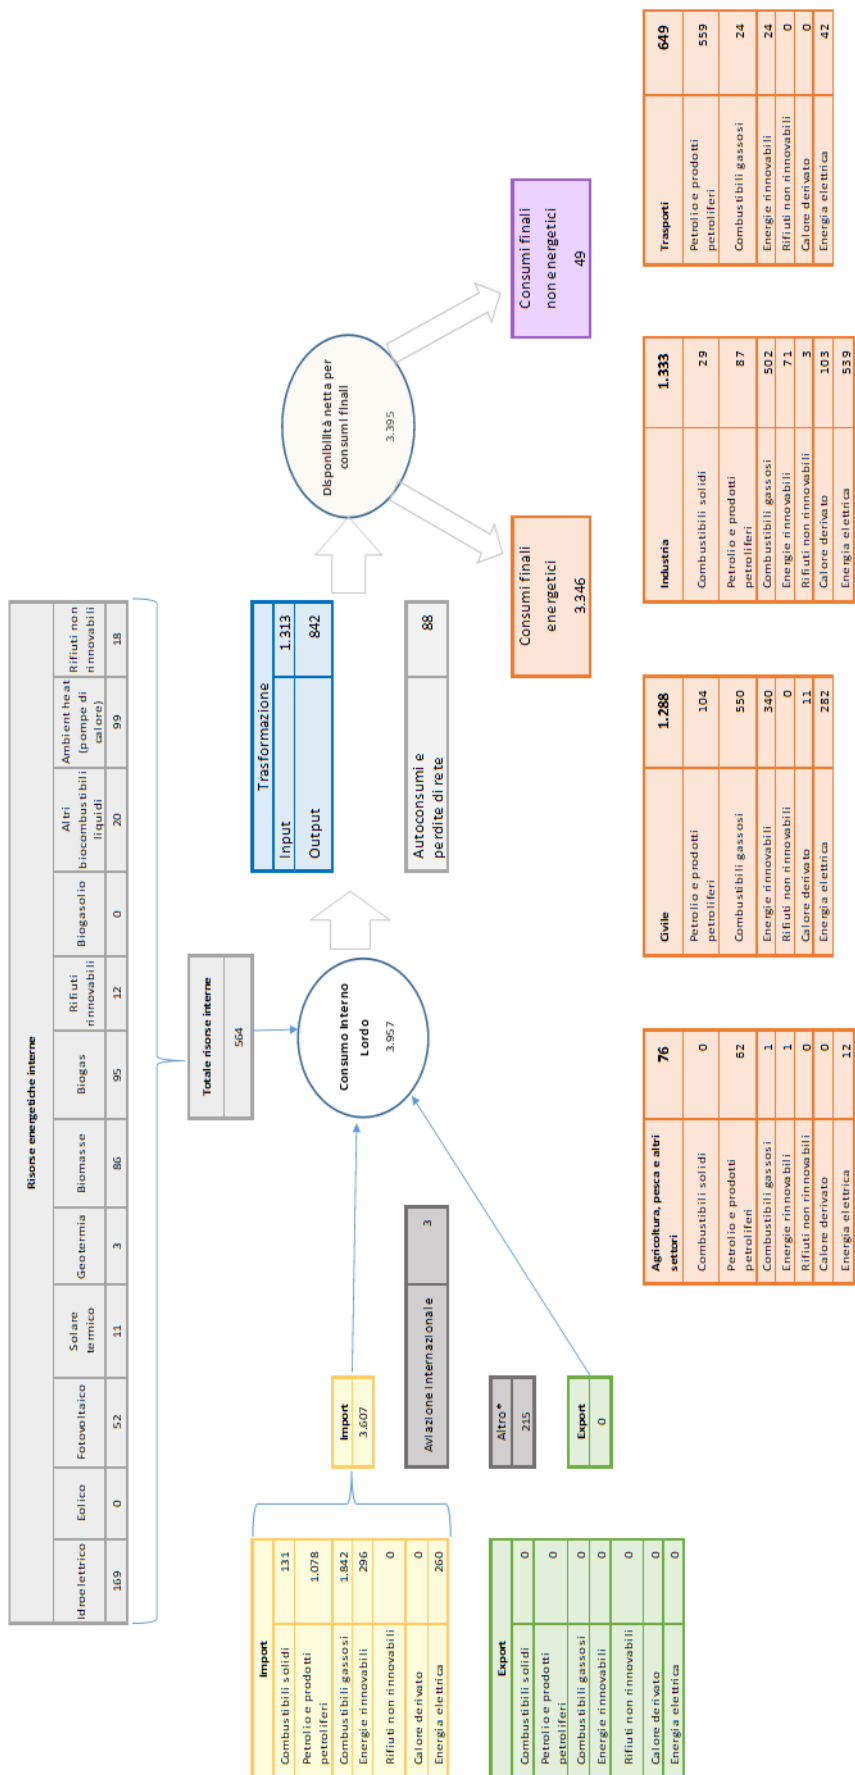 Risorse energetiche interne
Idroelettrico Eolico Fotovoltaico Solare termico Geotermia Biomasse Biogas Rifiuti rinnovabili Biogasolio Altri biocombustibili liquidi Ambient heat (pompe di calore) Rifiuti non rinnovabili
169 0 52 11 3 86 95 12 0 20 99 18
Totale risorse interne
564
Import
Combustibili solidi 131
Petrolio e prodotti
petroliferi 1.078
Combustibili gassosi 1.842
Energie rinnovabili 296
Rifiuti non rinnovabili 0
Calore derivato 0
Energia elettrica 260
Import
3.607
Aviazione Internazionale 3
Altro*
215
Export
0
Export
Combustibili solidi 0
Petrolio e prodotti
petroliferi 0
Combustibili gassosi 0
Energie rinnovabili 0
Rifiuti non rinnovabili 0
Calore derivato 0
Energia elettrica 0
Consumo Interno
Lordo
3.957
Trasformazione
Input 1.313
Output 842
Autoconsumi e
perdite di rete 88
Disponibilità netta per
consumi finali
3.395
Consumi finali
energetici
3.346
Consumi finali
non energetici
49
Agricoltura, pesca e altri
settori 76
Combustibili solidi 0
Petrolio e prodotti
petroliferi 62
Combustibili gassosi 1
Energie rinnovabili 1
Rifiuti non rinnovabili 0
Calore derivato 0
Energia elettrica 12
Civile 1.288
Petrolio e prodotti
petroliferi 104
Combustibili gassosi 550
Energie rinnovabili 340
Rifiuti non rinnovabili 0
Calore derivato 11
Energia elettrica 282
Industria 1.333
Combustibili solidi 29
Petrolio e prodotti
petroliferi 87
Combustibili gassosi 502
Energie rinnovabili 71
Rifiuti non rinnovabili 3
Calore derivato 103
Energia elettrica 539
Trasporti 649
Petrolio e prodotti
petroliferi 559
Combustibili gassosi 24
Energie rinnovabili 24
Rifiuti non rinnovabili 0
Calore derivato 0
Energia elettrica 42